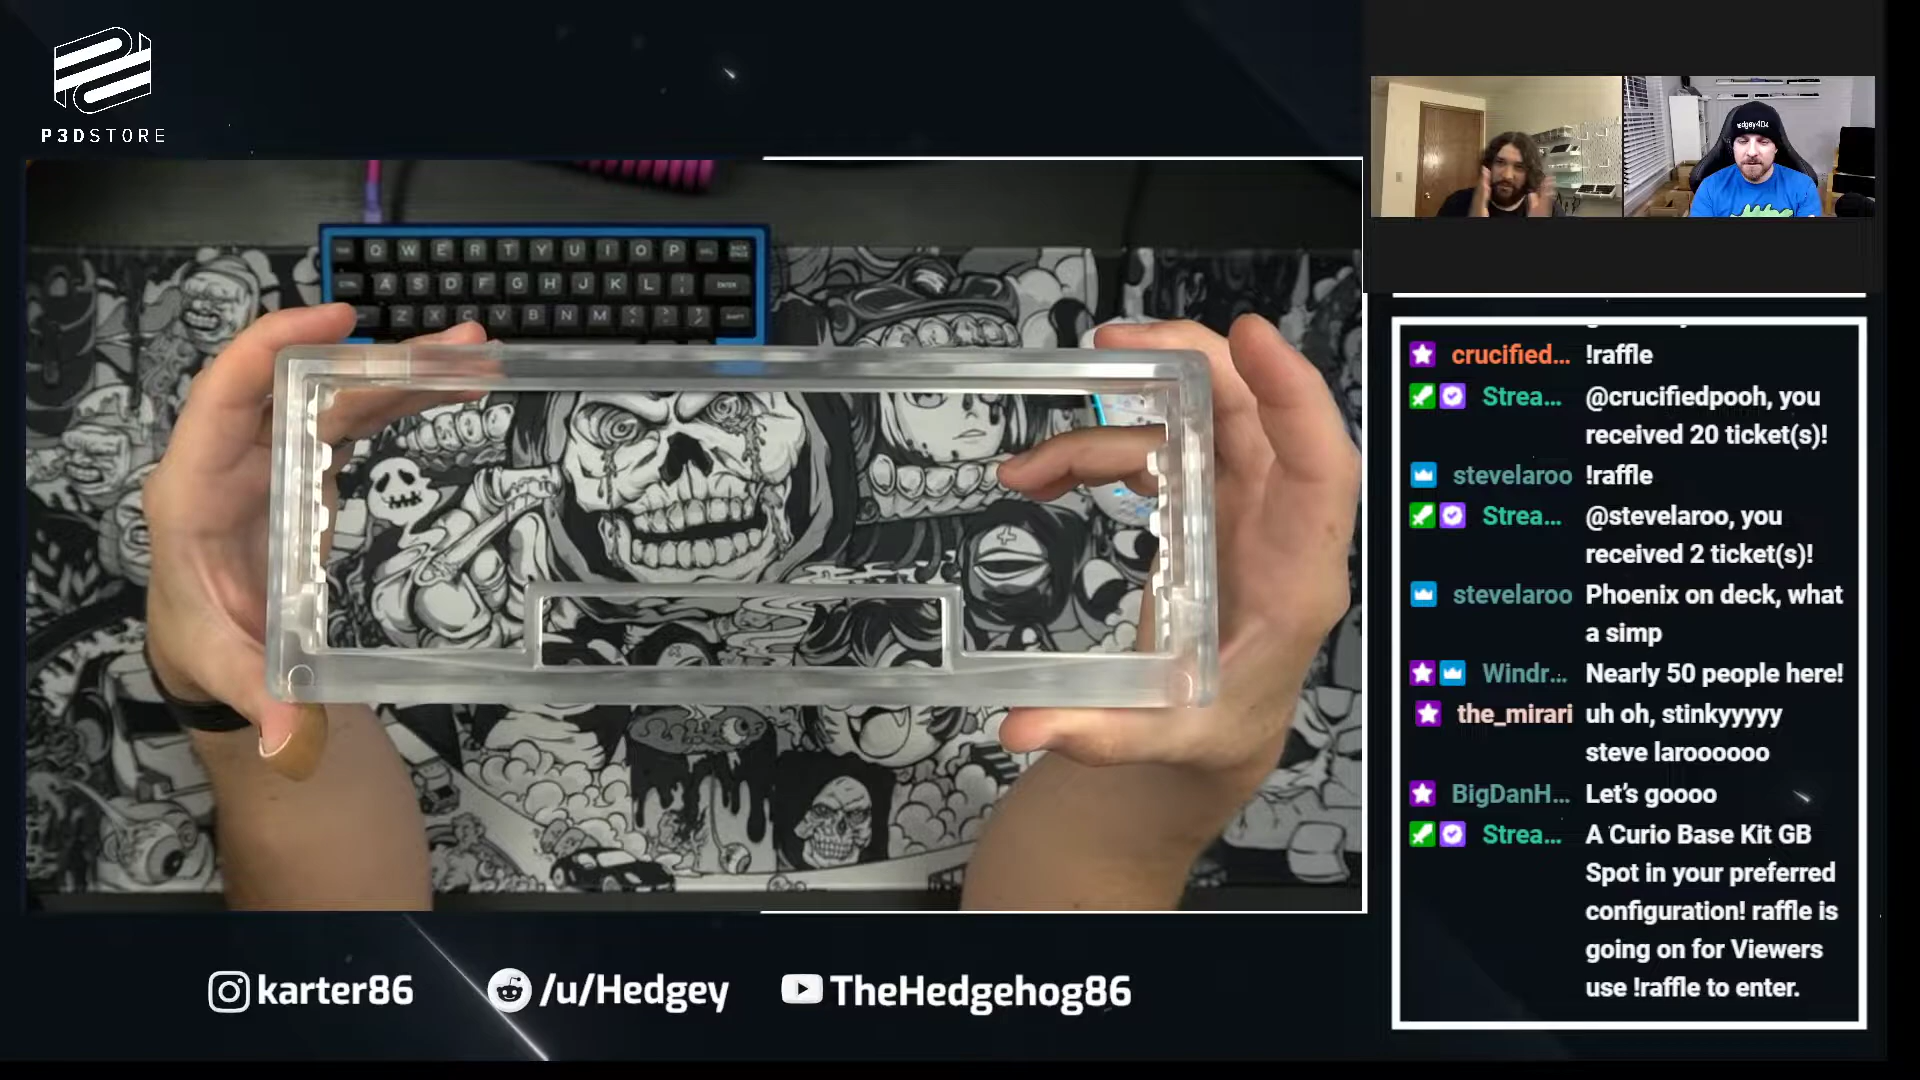 P3DSTORE
hedgey404
Q W E R T Y U I O P
A S D F G H J K L ENTER
Z X C V B N M SHIFT
crucified... !raffle
Strea... @crucifiedpooh, you
received 20 ticket(s)!
stevelaroo !raffle
Strea... @stevelaroo, you
received 2 ticket(s)!
stevelaroo Phoenix on deck, what
a simp
Windr... Nearly 50 people here!
the_mirari uh oh, stinkyyyyy
steve laroooooo
BigDanH... Let's goooo
Strea... A Curio Base Kit GB
Spot in your preferred
configuration! raffle is
going on for Viewers
use !raffle to enter.
karter86 /u/Hedgey TheHedgehog86